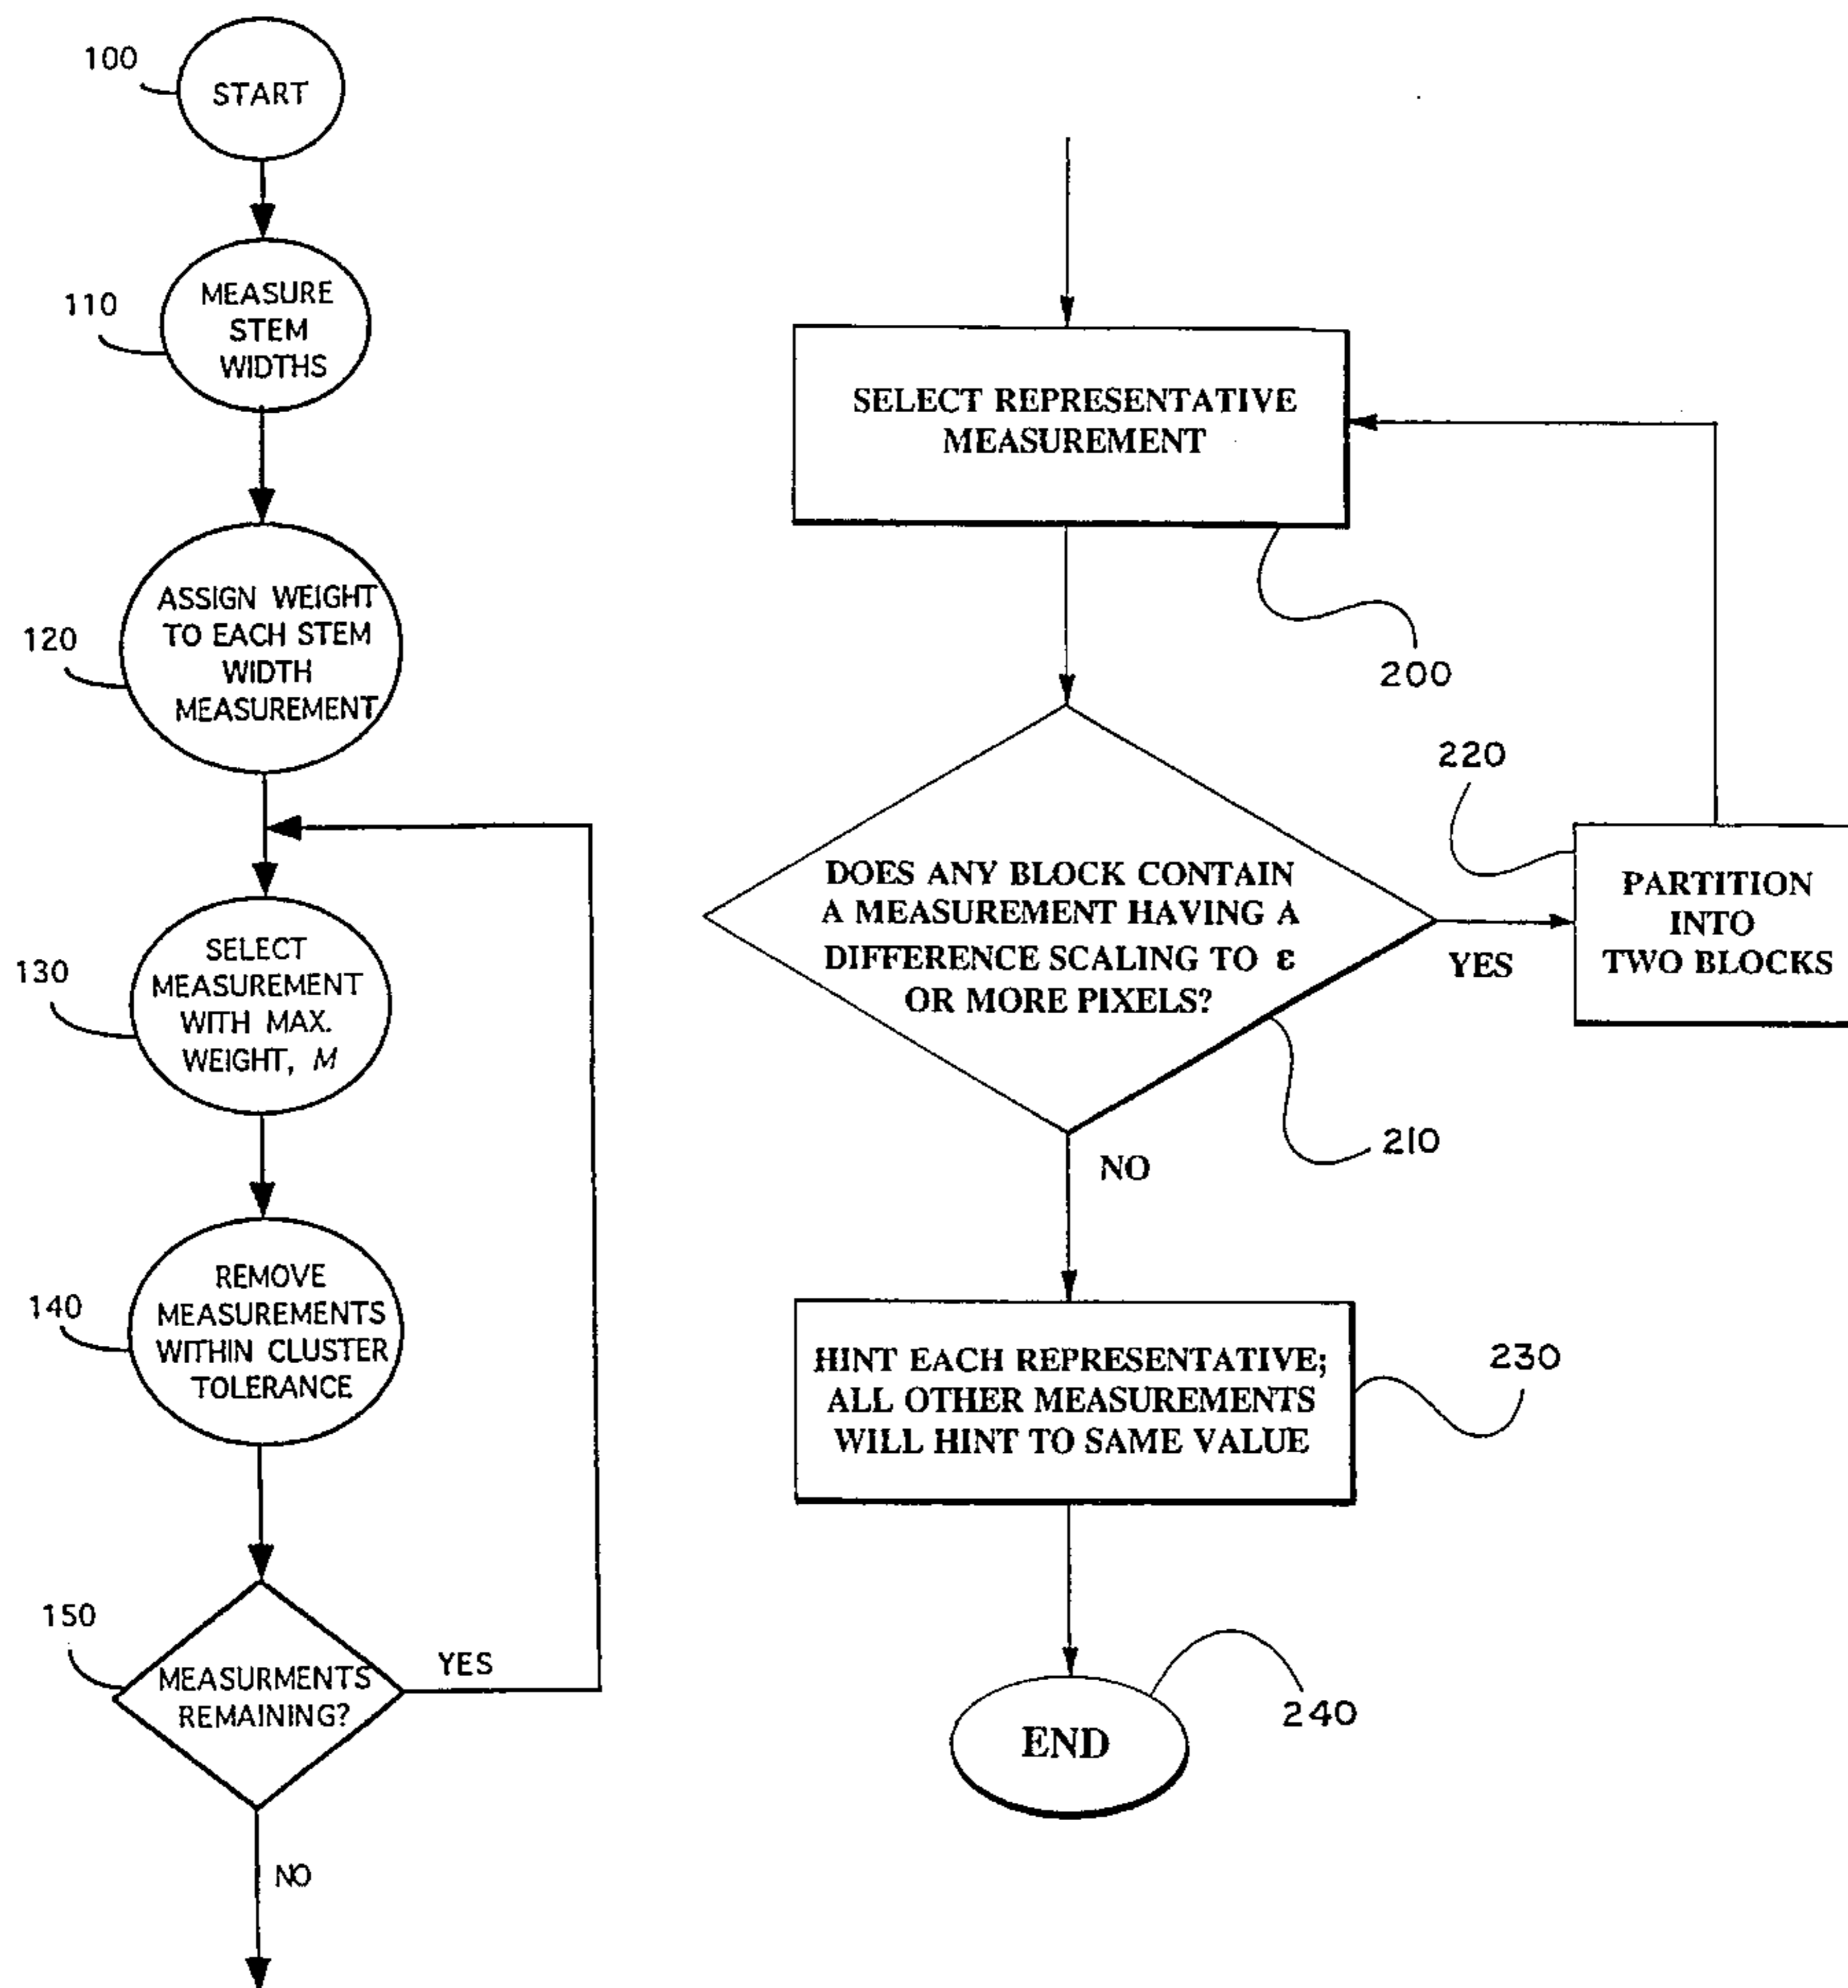 100
START
110
MEASURE
STEM
WIDTHS
120
ASSIGN WEIGHT
TO EACH STEM
WIDTH
MEASUREMENT
130
SELECT
MEASUREMENT
WITH MAX.
WEIGHT, M
140
REMOVE
MEASUREMENTS
WITHIN CLUSTER
TOLERANCE
150
MEASURMENTS
REMAINING?
YES
NO
SELECT REPRESENTATIVE
MEASUREMENT
200
DOES ANY BLOCK CONTAIN
A MEASUREMENT HAVING A
DIFFERENCE SCALING TO ε
OR MORE PIXELS?
210
YES
220
PARTITION
INTO
TWO BLOCKS
NO
HINT EACH REPRESENTATIVE;
ALL OTHER MEASUREMENTS
WILL HINT TO SAME VALUE
230
END
240